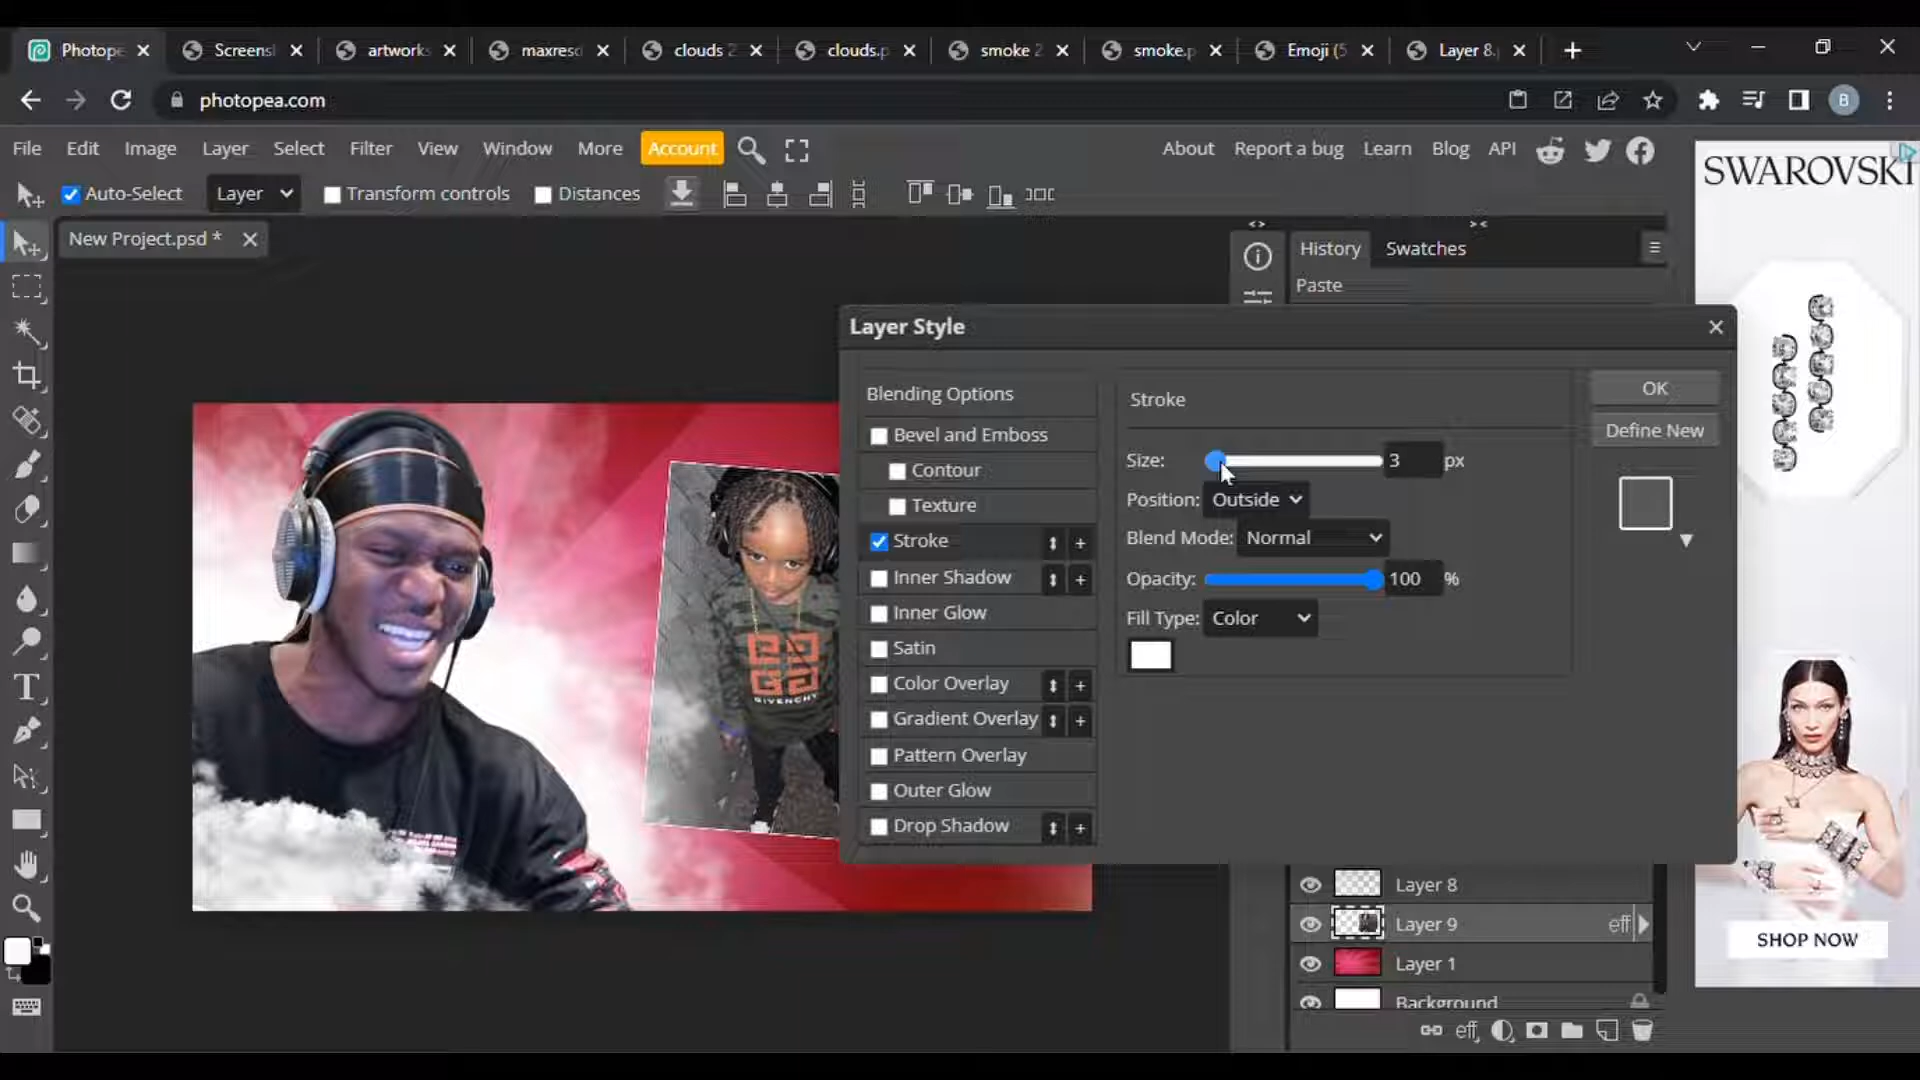 Photope
Screens
artworks
maxresc
clouds 2
clouds.p
smoke 2
smoke.p
Emoji (5
Layer 8.
photopea.com
B
File Edit Image Layer Select Filter View Window More Account
About Report a bug Learn Blog API
Auto-Select Layer Transform controls Distances
New Project.psd *
History Swatches
Paste
Layer Style
Blending Options
Bevel and Emboss
Contour
Texture
Stroke
Inner Shadow
Inner Glow
Satin
Color Overlay
Gradient Overlay
Pattern Overlay
Outer Glow
Drop Shadow
Stroke
Size: 3 px
Position: Outside
Blend Mode: Normal
Opacity: 100 %
Fill Type: Color
OK
Define New
GIVENCHY
Layer 8
Layer 9 eff
Layer 1
Background
eff
SWAROVSKI
SHOP NOW